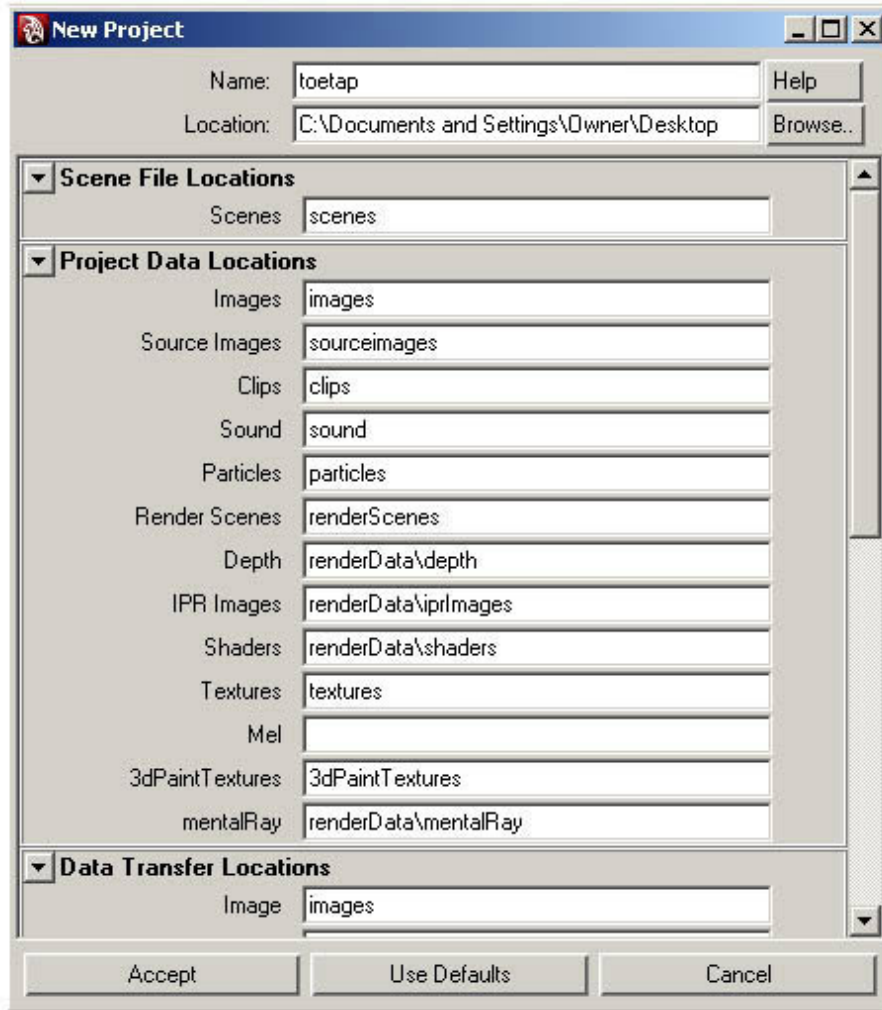 New Project
Name: toetap Help
Location: C:\Documents and Settings\Owner\Desktop Browse..
Scene File Locations
Scenes scenes
Project Data Locations
Images images
Source Images sourceimages
Clips clips
Sound sound
Particles particles
Render Scenes renderScenes
Depth renderData\depth
IPR Images renderData\iprImages
Shaders renderData\shaders
Textures textures
Mel
3dPaintTextures 3dPaintTextures
mentalRay renderData\mentalRay
Data Transfer Locations
Image images
Accept Use Defaults Cancel